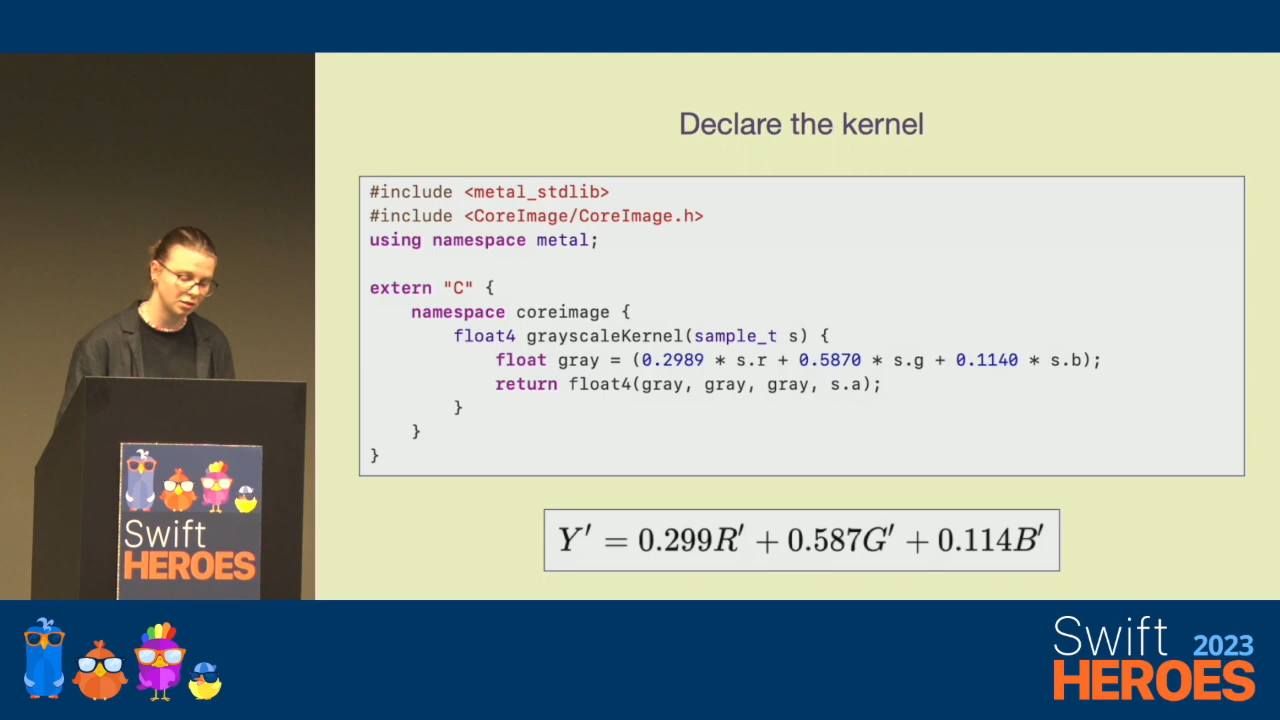 Declare the kernel
#include <metal_stdlib>
#include <CoreImage/CoreImage.h>
using namespace metal;
extern "C" {
namespace coreimage {
float4 grayscaleKernel(sample_t s) {
float gray = (0.2989 * s.r + 0.5870 * s.g + 0.1140 * s.b);
return float4(gray, gray, gray, s.a);
}
}
}
Y′ = 0.299R′ + 0.587G′ + 0.114B′
Swift
HEROES
Swift 2023
HEROES